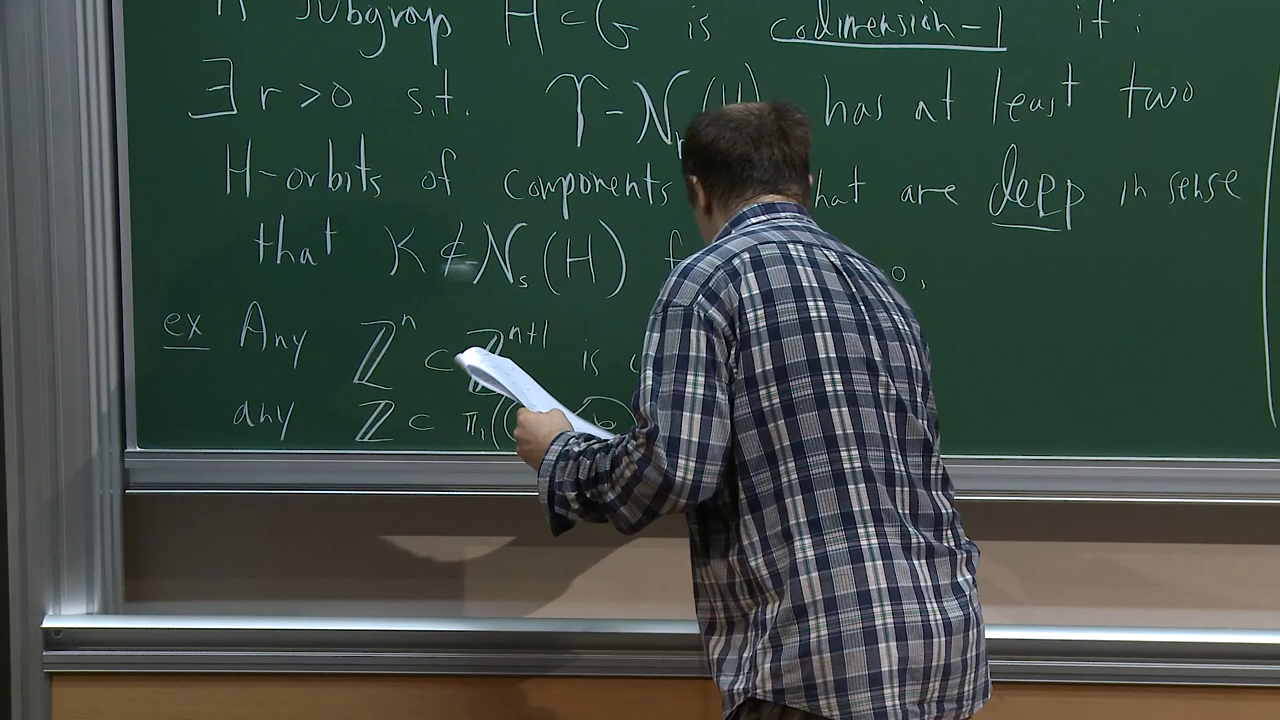 A subgroup H ⊂ G is codimension-1 if:
∃ r > 0 s.t. Υ - N_r(H) has at least two
H-orbits of components that are deep in sense
that K ⊄ N_s(H) f o,
ex Any ℤ^n ⊂ ℤ^{n+1} is
any ℤ ⊂ π_1(